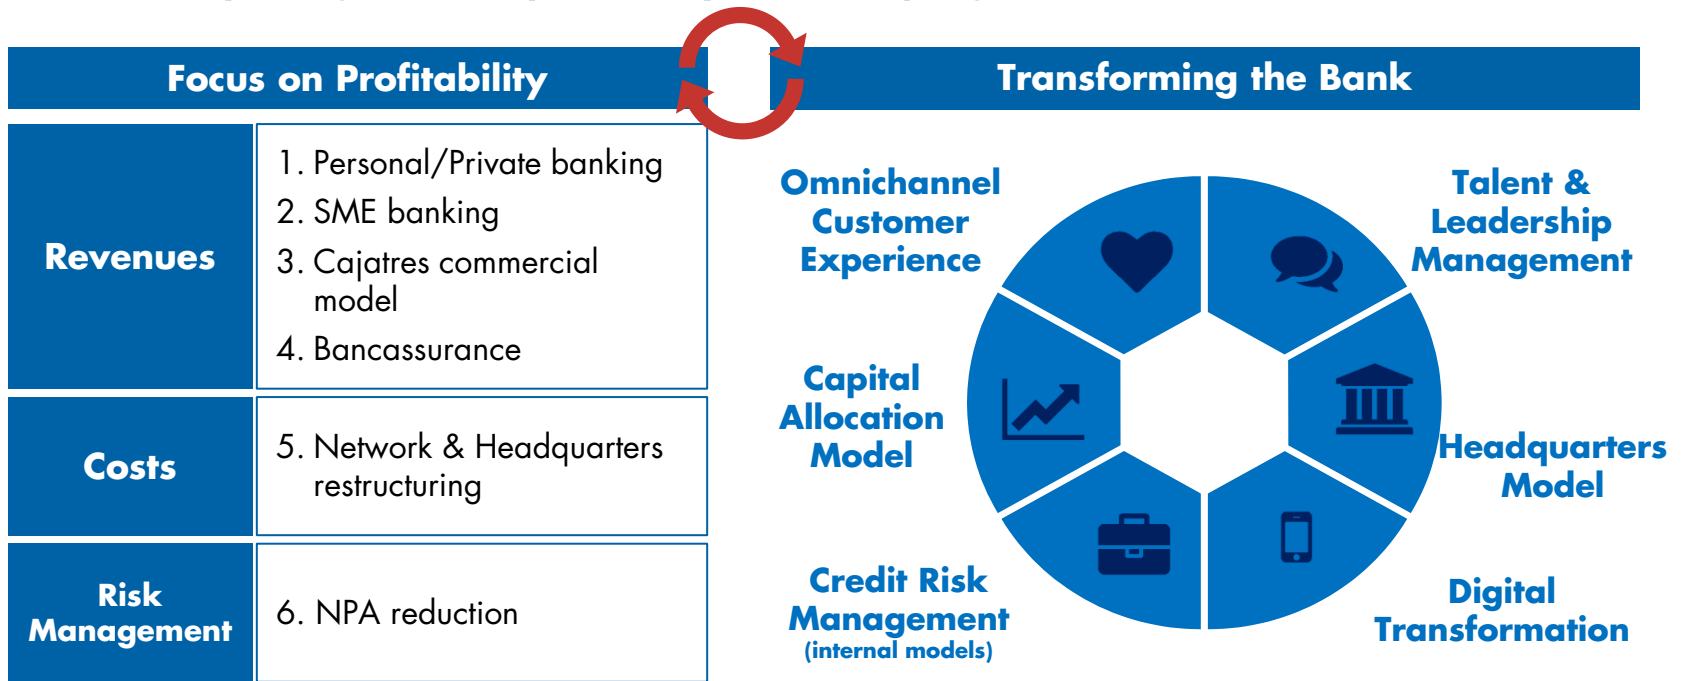 Focus on Profitability
Revenues
1. Personal/Private banking
2. SME banking
3. Cajatres commercial
model
4. Bancassurance
Costs
5. Network & Headquarters
restructuring
Risk
Management
6. NPA reduction
Transforming the Bank
Omnichannel
Customer
Experience
Talent &
Leadership
Management
Capital
Allocation
Model
Headquarters
Model
Credit Risk
Management
(internal models)
Digital
Transformation